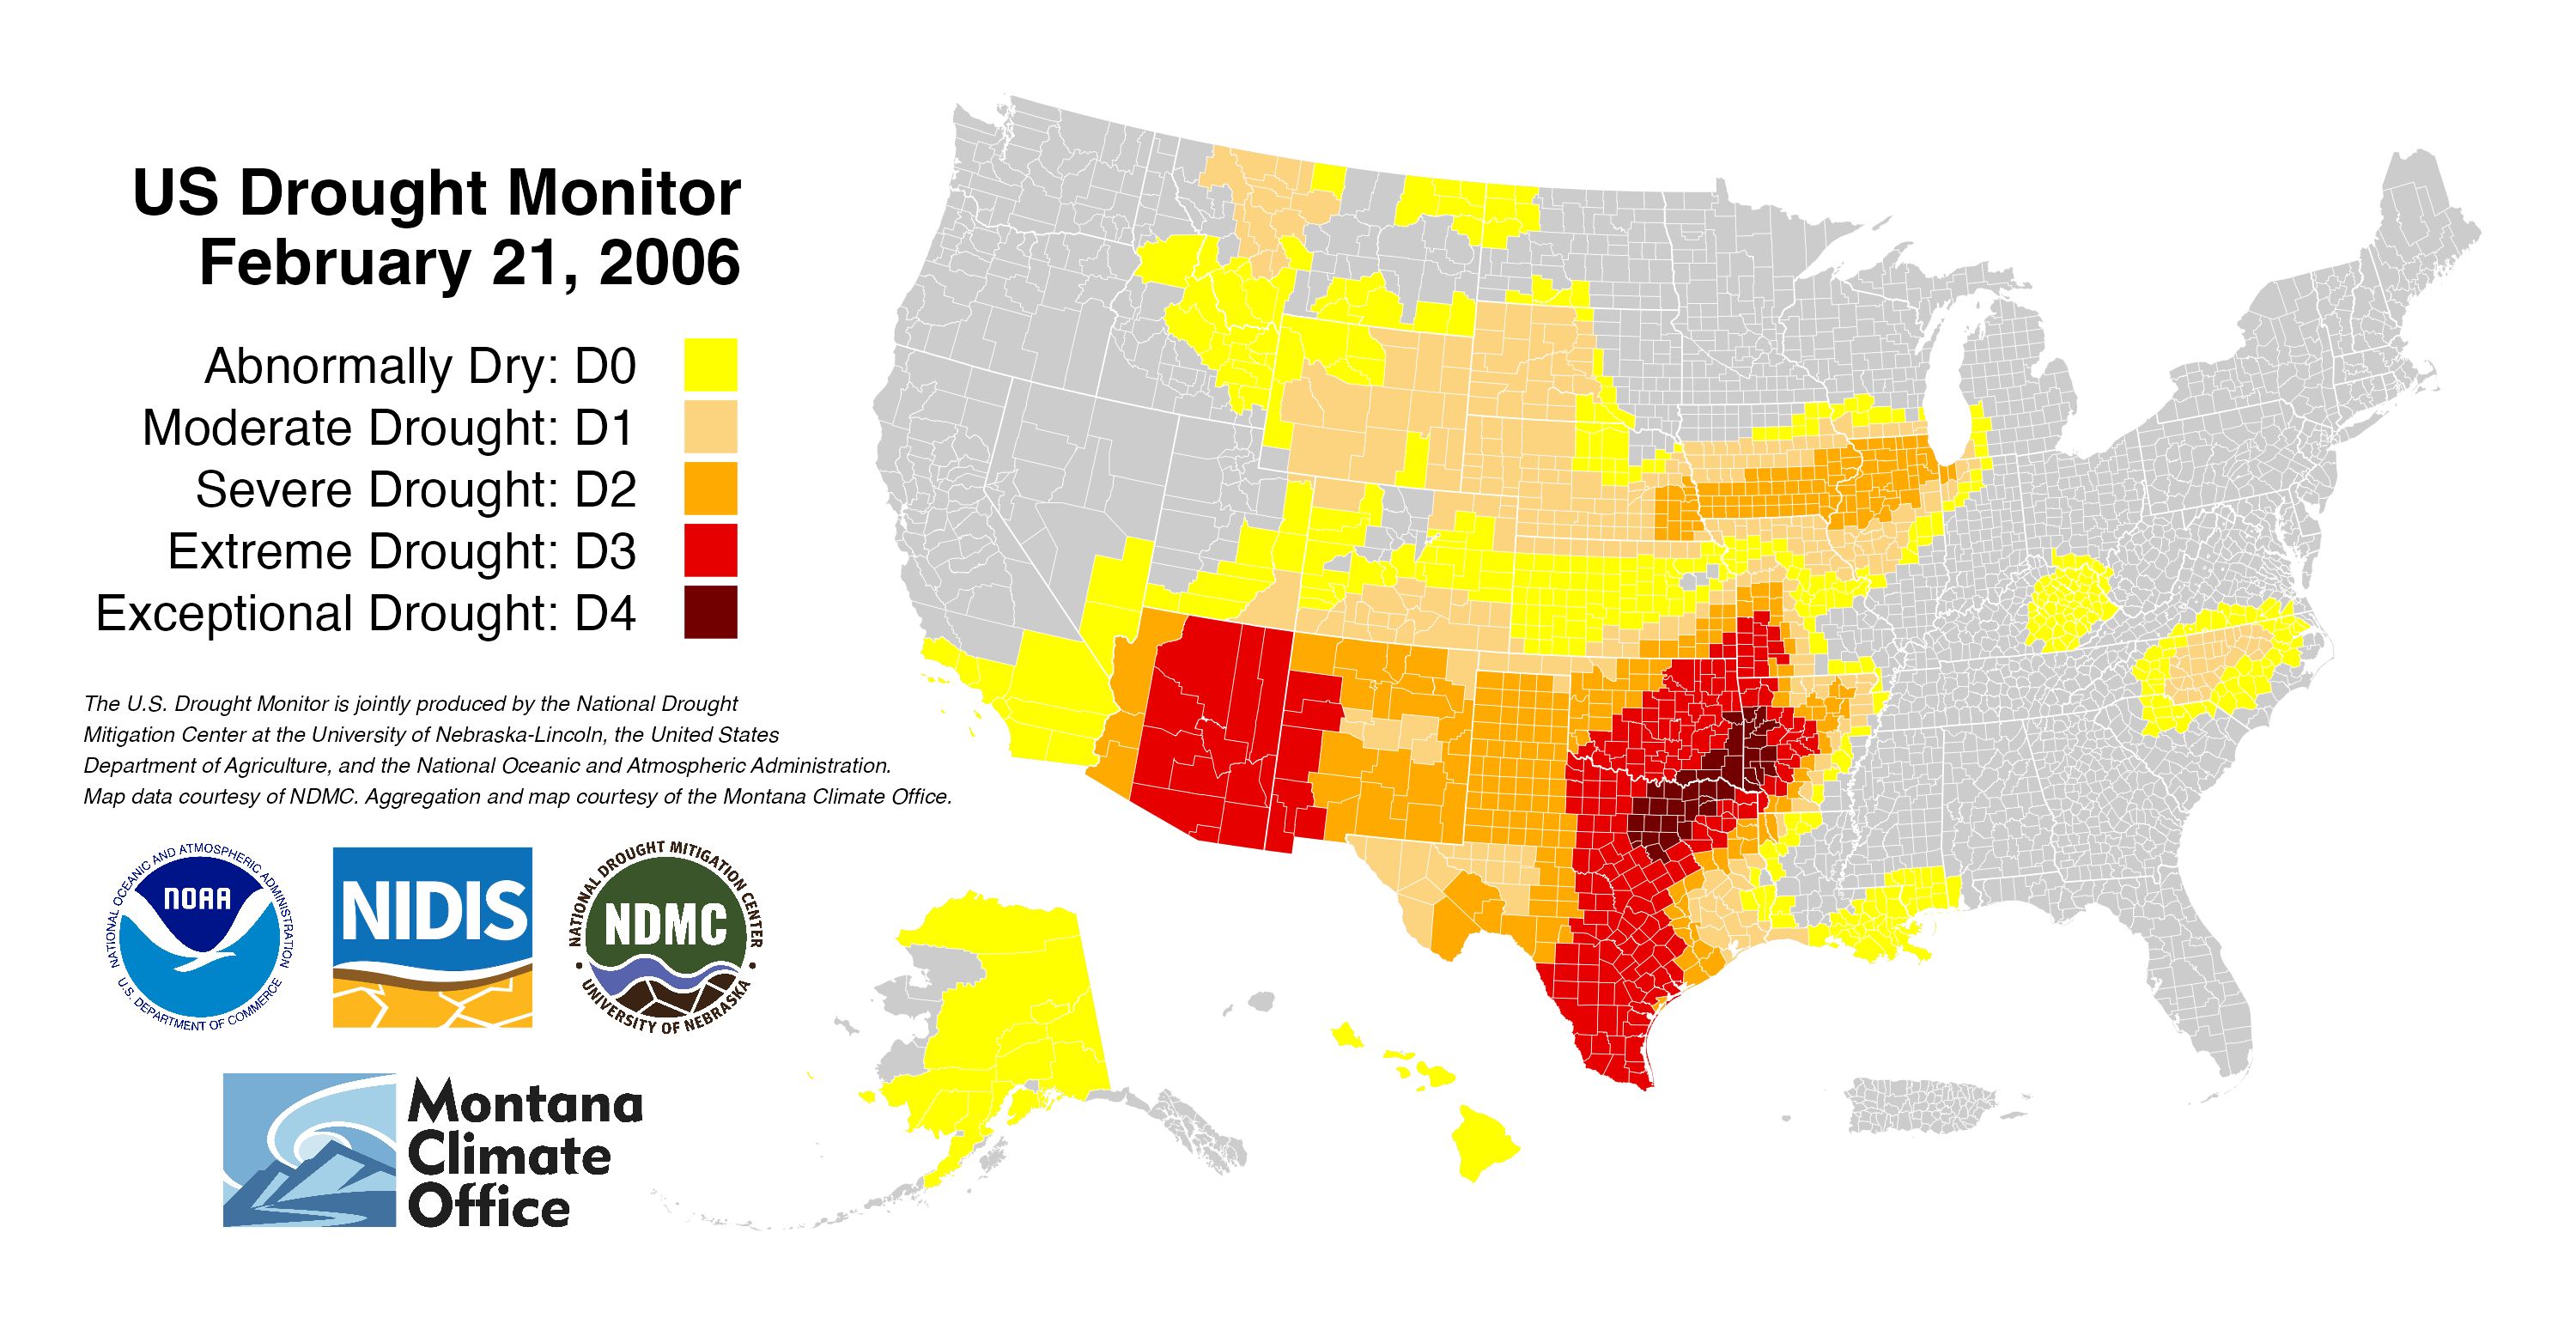 US Drought Monitor
February 21, 2006
Abnormally Dry: D0
Moderate Drought: D1
Severe Drought: D2
Extreme Drought: D3
Exceptional Drought: D4
The U.S. Drought Monitor is jointly produced by the National Drought
Mitigation Center at the University of Nebraska-Lincoln, the United States
Department of Agriculture, and the National Oceanic and Atmospheric Administration.
Map data courtesy of NDMC. Aggregation and map courtesy of the Montana Climate Office.
NATIONAL OCEANIC AND ATMOSPHERIC ADMINISTRATION
NOAA
U.S. DEPARTMENT OF COMMERCE
NIDIS
NATIONAL DROUGHT MITIGATION CENTER
NDMC
UNIVERSITY OF NEBRASKA
Montana
Climate
Office